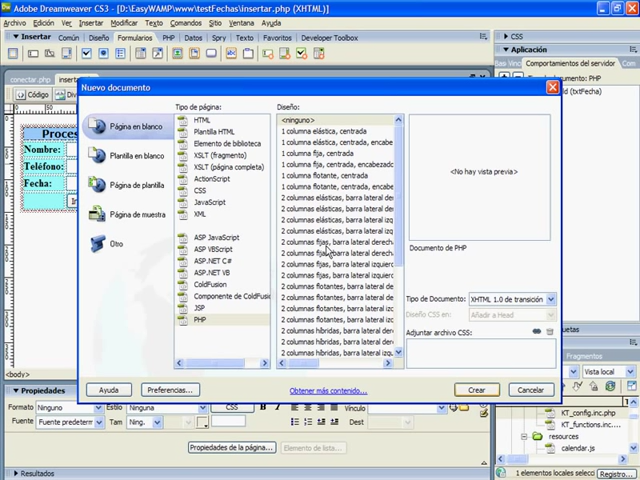 Adobe Dreamweaver CS3 - [D:\EasyWAMP\www\testFechas\insertar.php (XHTML)]
Archivo Edición Ver Insertar Modificar Texto Comandos Sitio Ventana Ayuda
Insertar Común Diseño Formularios PHP Datos Spry Texto Favoritos Developer Toolbox
CSS
Aplicación
Comportamientos del servidor
conectar.php
Código
PHP
(txtFecha)
50
Proces
Nombre:
Teléfono:
Fecha:
Nuevo documento
Página en blanco
Plantilla en blanco
Página de plantilla
Página de muestra
Otro
Tipo de página:
HTML
Plantilla HTML
Elemento de biblioteca
XSLT (fragmento)
XSLT (página completa)
ActionScript
CSS
JavaScript
XML
ASP JavaScript
ASP VBScript
ASP.NET C#
ASP.NET VB
ColdFusion
Componente de ColdFusi
JSP
PHP
Diseño:
<ninguno>
1 columna elástica, centrada
1 columna elástica, centrada, encabe
1 columna fija, centrada
1 columna fija, centrada, encabezado
1 columna flotante, centrada
1 columna flotante, centrada, encabe
2 columnas elásticas, barra lateral der
2 columnas elásticas, barra lateral der
2 columnas elásticas, barra lateral izq
2 columnas elásticas, barra lateral izq
2 columnas fijas, barra lateral derech
2 columnas fijas, barra lateral derech
2 columnas fijas, barra lateral izquier
2 columnas fijas, barra lateral izquier
2 columnas flotantes, barra lateral de
2 columnas flotantes, barra lateral de
2 columnas flotantes, barra lateral izq
2 columnas flotantes, barra lateral izq
2 columnas híbridas, barra lateral der
2 columnas híbridas, barra lateral der
2 columnas híbridas, barra lateral izq
<No hay vista previa>
Documento de PHP
Tipo de Documento: XHTML 1.0 de transición
Diseño CSS en: Añadir a Head
Adjuntar archivo CSS:
Ayuda
Preferencias...
Obtener más contenido...
Crear
Cancelar
<body>
Fragmentos
Vista local
Propiedades
Formato Ninguno
CSS
B I
Vínculo
Fuente Fuente predeterm
Tam Ning.
Dest
Propiedades de la página...
Elemento de lista...
Resultados
KT_config.inc.php
KT_functions.inc.
resources
calendar.js
1 elementos locales selecci
Registro...